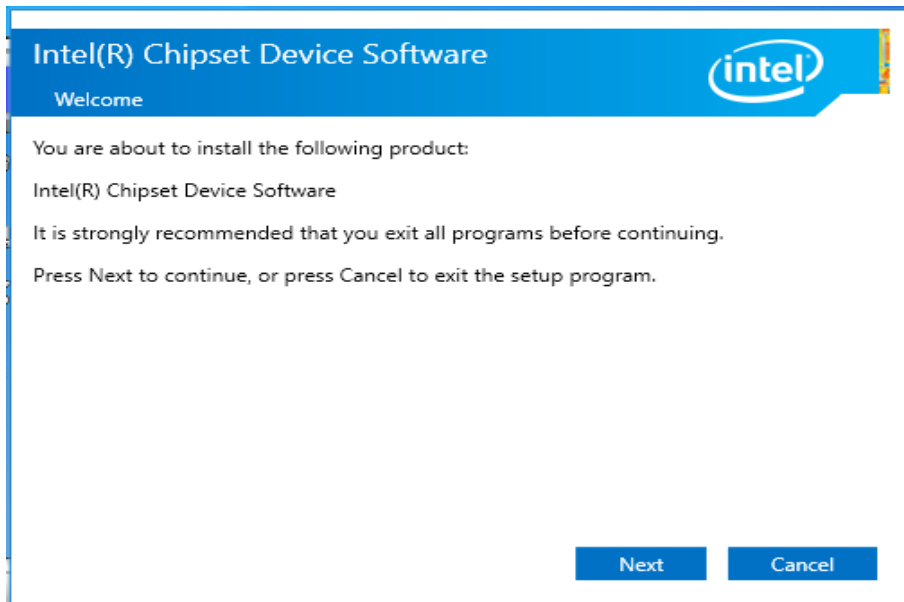 Intel(R) Chipset Device Software
intel
Welcome
You are about to install the following product:
Intel(R) Chipset Device Software
It is strongly recommended that you exit all programs before continuing.
Press Next to continue, or press Cancel to exit the setup program.
Next
Cancel